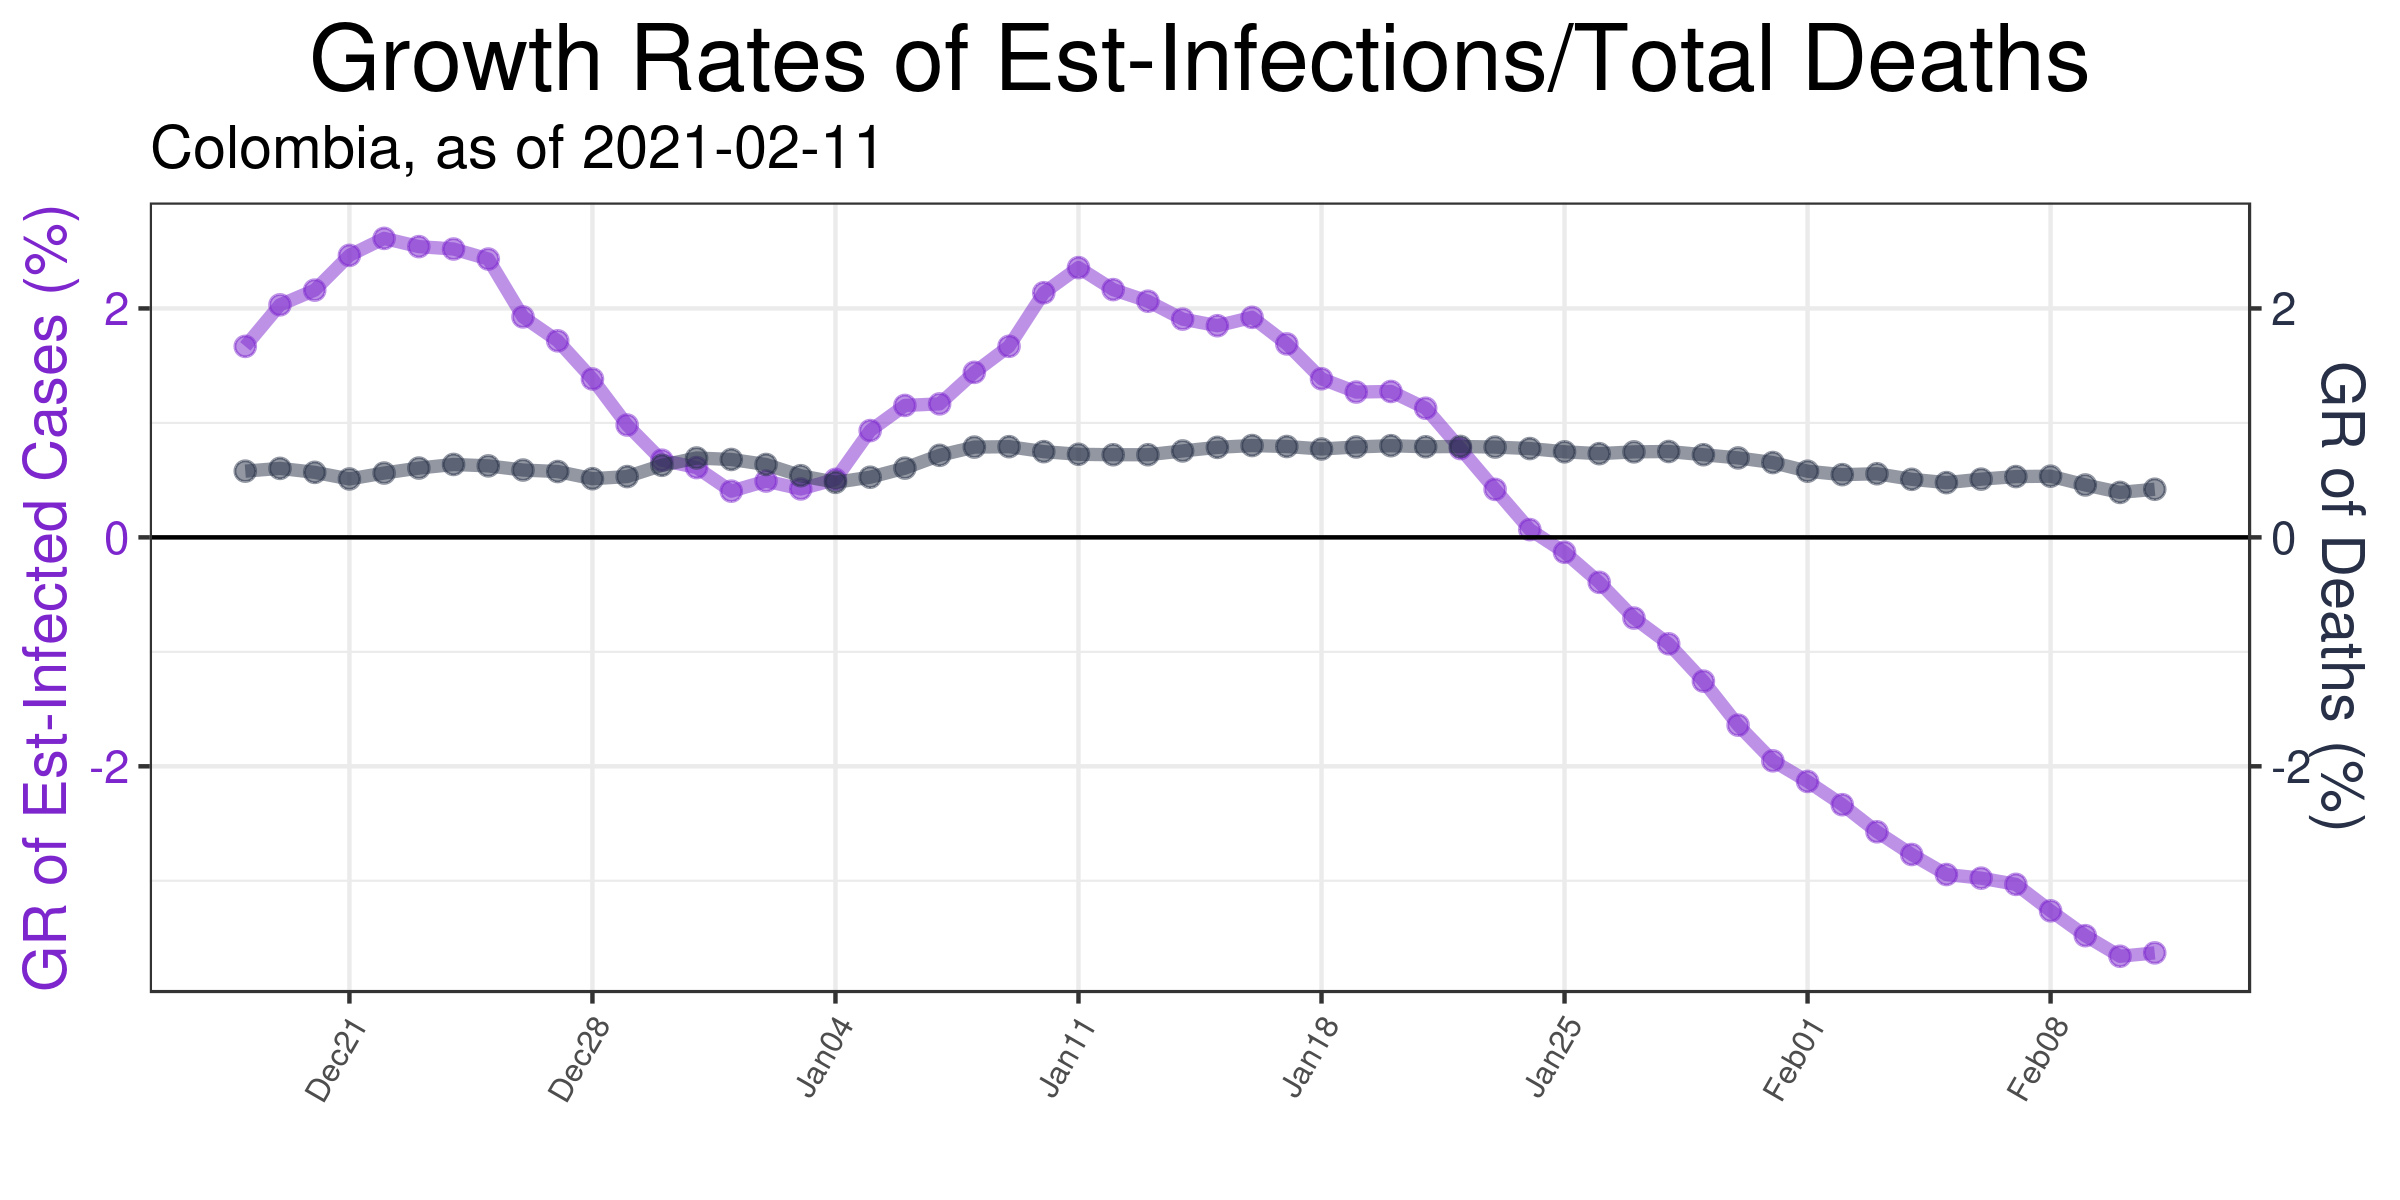 Growth Rates of Est-Infections/Total Deaths
Colombia, as of 2021-02-11
GR of Est-Infected Cases (%)
2
0
-2
2
0
-2
GR of Deaths (%)
Dec21
Dec28
Jan04
Jan11
Jan18
Jan25
Feb01
Feb08